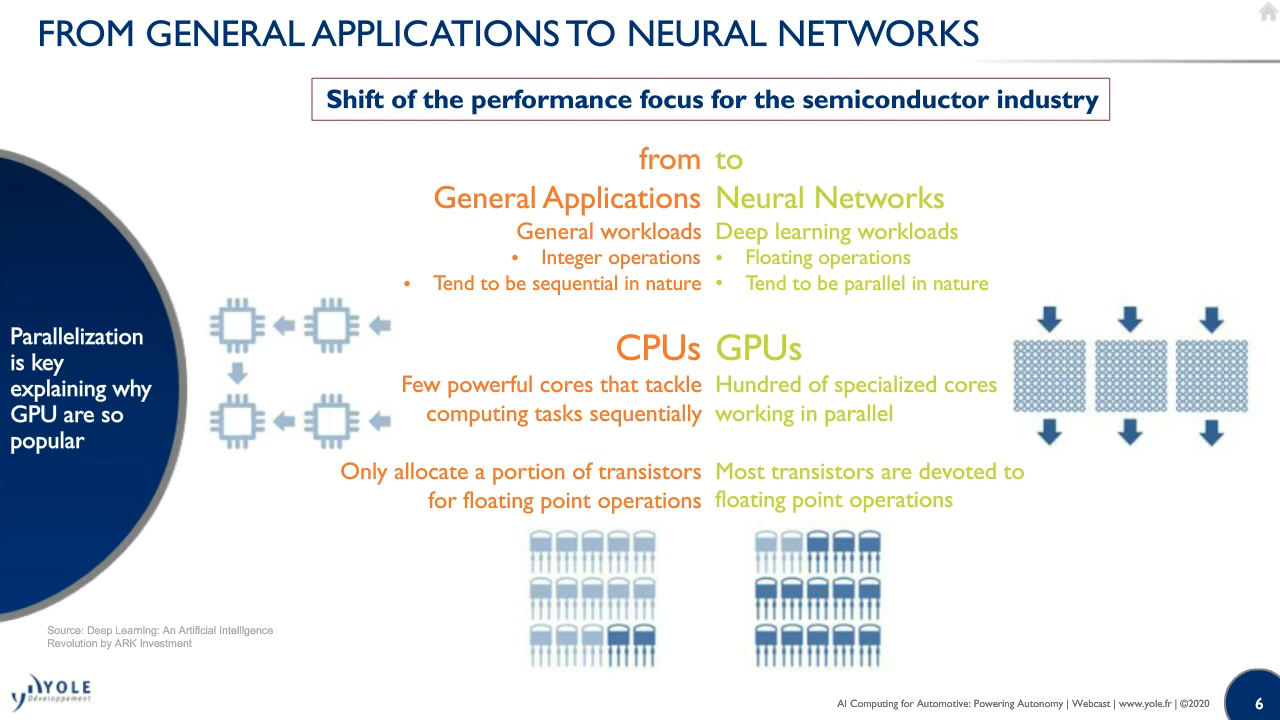 FROM GENERAL APPLICATIONS TO NEURAL NETWORKS
Shift of the performance focus for the semiconductor industry
from
General Applications
General workloads
• Integer operations
• Tend to be sequential in nature
to
Neural Networks
Deep learning workloads
• Floating operations
• Tend to be parallel in nature
Parallelization
is key
explaining why
GPU are so
popular
CPUs
Few powerful cores that tackle
computing tasks sequentially
Only allocate a portion of transistors
for floating point operations
GPUs
Hundred of specialized cores
working in parallel
Most transistors are devoted to
floating point operations
Source: Deep Learning: An Artificial Intelligence
Revolution by ARK Investment
YOLE
Développement
AI Computing for Automotive: Powering Autonomy | Webcast | www.yole.fr | ©2020
6